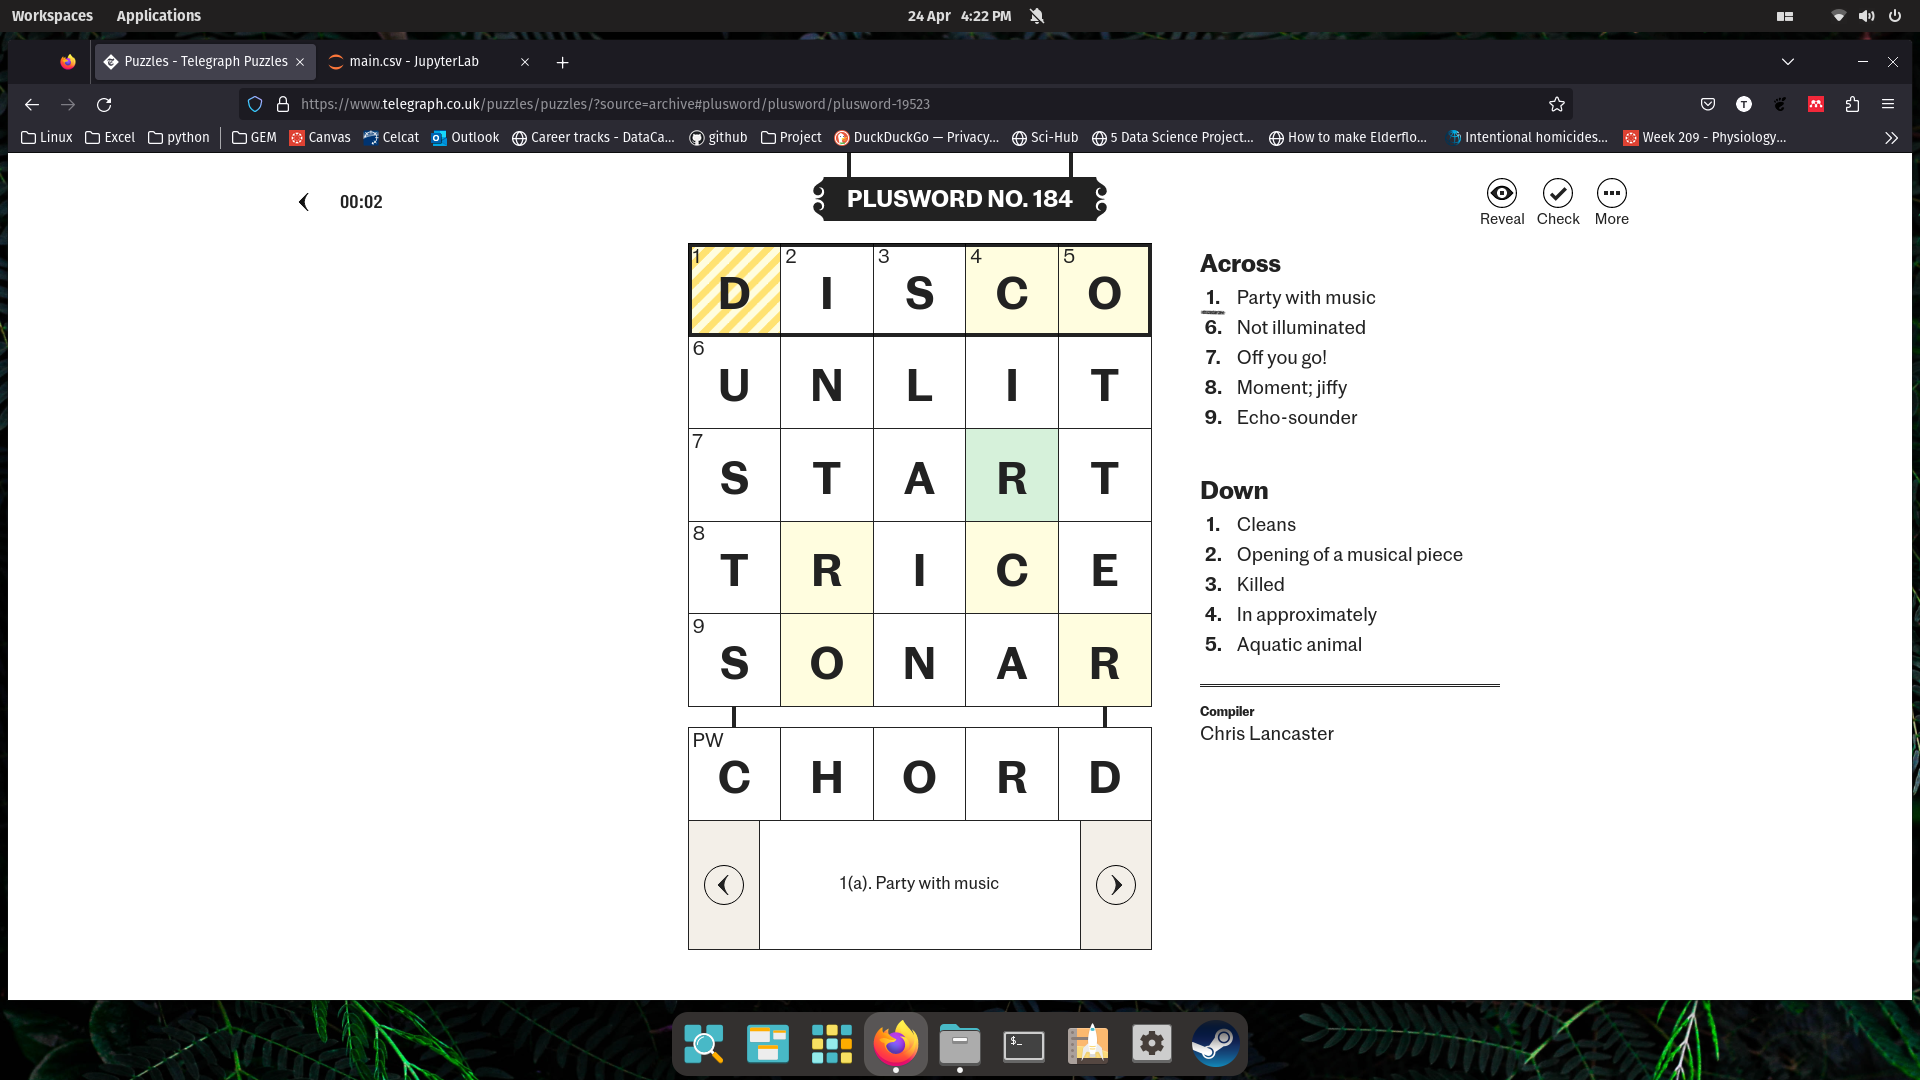 Workspaces Applications 24 Apr 4:22 PM
Puzzles - Telegraph Puzzles main.csv - JupyterLab
https://www.telegraph.co.uk/puzzles/puzzles/?source=archive#plusword/plusword/plusword-19523
Linux Excel python GEM Canvas Celcat Outlook Career tracks - DataCa... github Project DuckDuckGo — Privacy... Sci-Hub 5 Data Science Project... How to make Elderflo... Intentional homicides... Week 209 - Physiology...
00:02
PLUSWORD NO. 184
Reveal Check More
1 D 2 I 3 S 4 C 5 O
6 U N L I T
7 S T A R T
8 T R I C E
9 S O N A R
PW C H O R D
1(a). Party with music
Across
1. Party with music
6. Not illuminated
7. Off you go!
8. Moment; jiffy
9. Echo-sounder
Down
1. Cleans
2. Opening of a musical piece
3. Killed
4. In approximately
5. Aquatic animal
Compiler
Chris Lancaster
$_